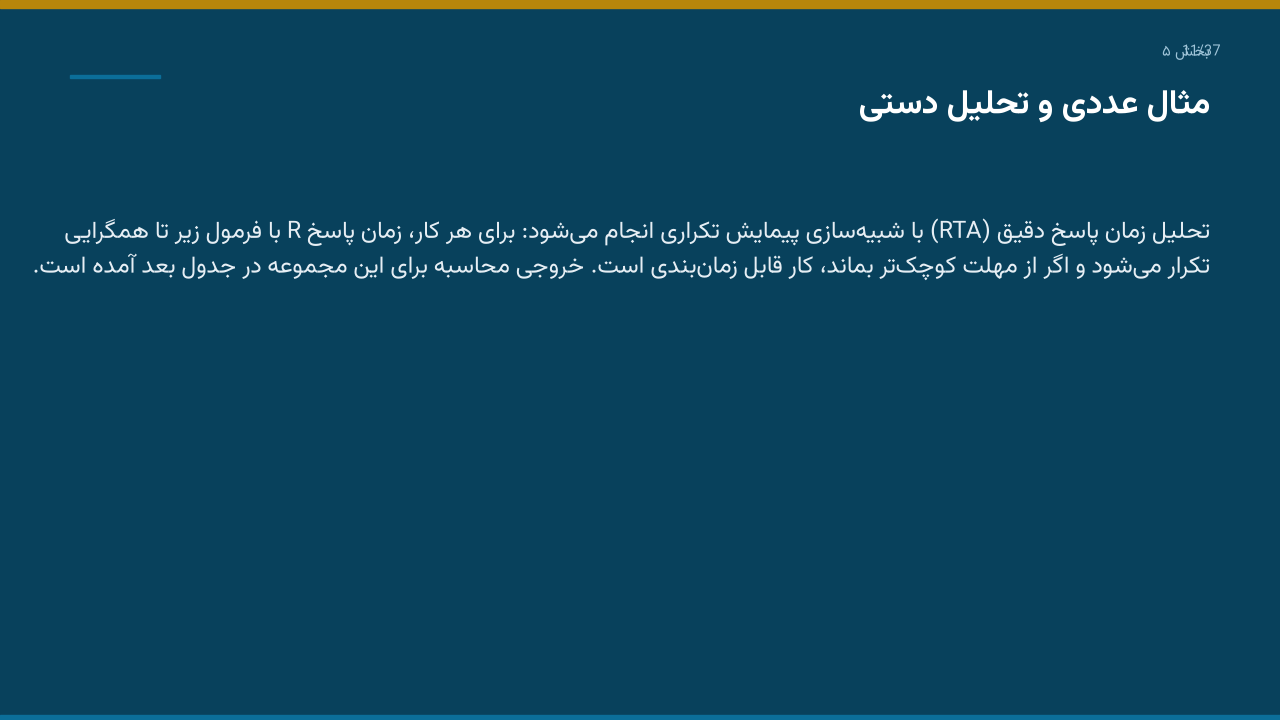 بخش ۵
11/37
مثال عددی و تحلیل دستی
تحلیل زمان پاسخ دقیق (RTA) با شبیه‌سازی پیمایش تکراری انجام می‌شود: برای هر کار، زمان پاسخ R با فرمول زیر تا همگرایی
تکرار می‌شود و اگر از مهلت کوچک‌تر بماند، کار قابل زمان‌بندی است. خروجی محاسبه برای این مجموعه در جدول بعد آمده است.